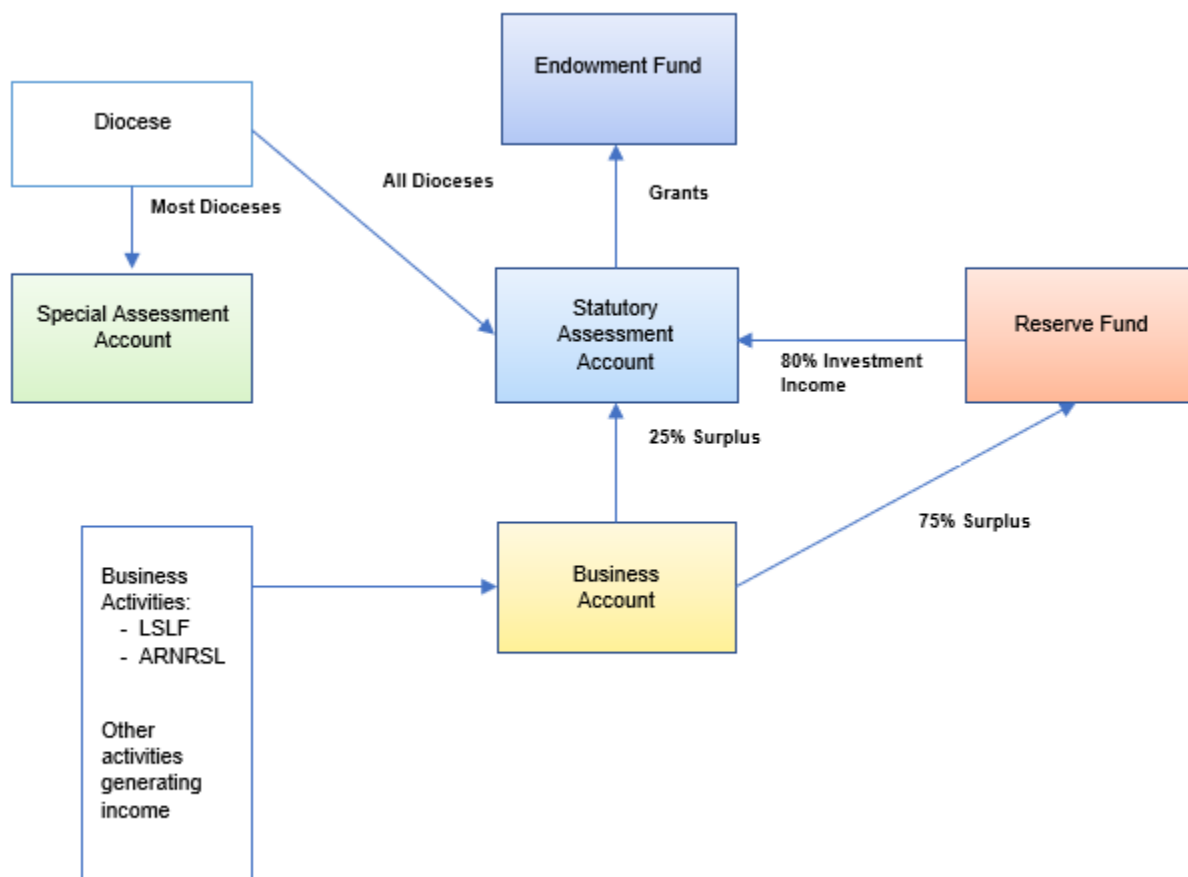 Endowment Fund
Diocese
All Dioceses
Grants
Most Dioceses
Special Assessment
Account
Statutory
Assessment
Account
Reserve Fund
80% Investment
Income
25% Surplus
75% Surplus
Business
Activities:
- LSLF
- ARNRSL
Other
activities
generating
income
Business
Account